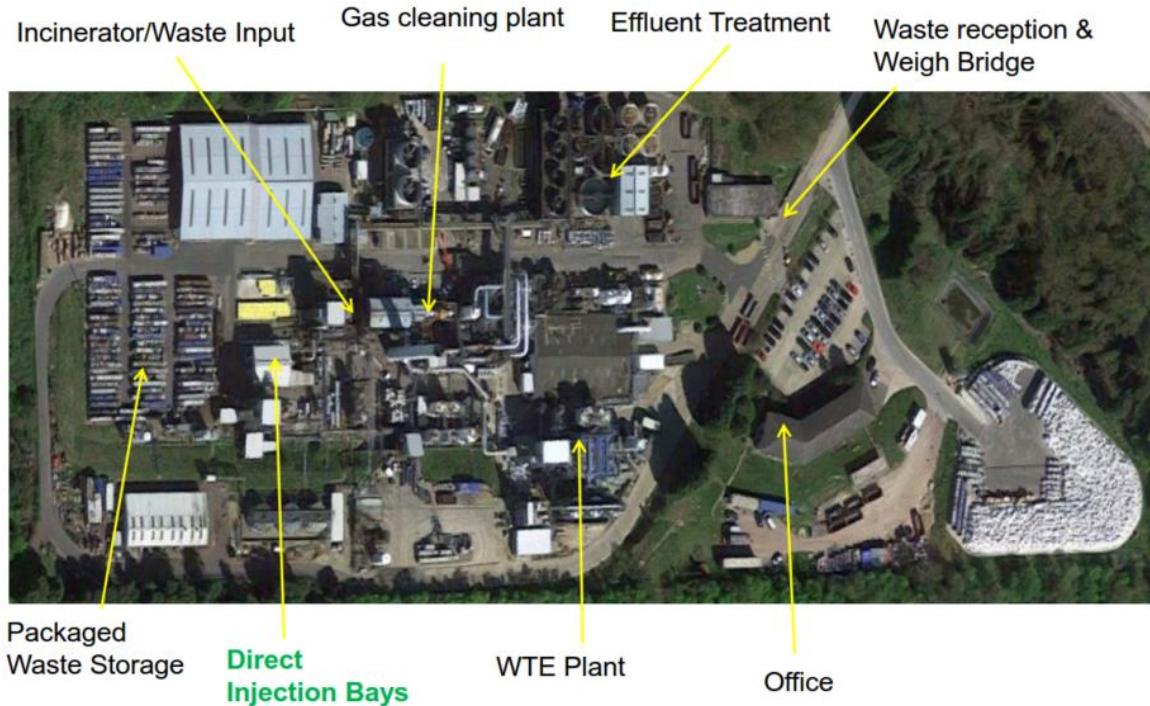 Incinerator/Waste Input
Gas cleaning plant
Effluent Treatment
Waste reception &
Weigh Bridge
Packaged
Waste Storage
Direct
Injection Bays
WTE Plant
Office